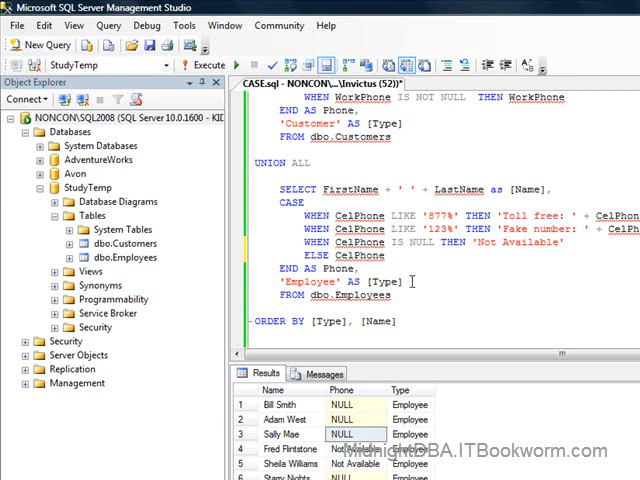 Microsoft SQL Server Management Studio
File Edit View Query Debug Tools Window Community Help
New Query
StudyTemp Execute
Object Explorer
CASE.sql - NONCON\...\Invictus (52))*
Connect
NONCON\SQL2008 (SQL Server 10.0.1600 - KID
Databases
System Databases
AdventureWorks
Avon
StudyTemp
Database Diagrams
Tables
System Tables
dbo.Customers
dbo.Employees
Views
Synonyms
Programmability
Service Broker
Security
Security
Server Objects
Replication
Management
WHEN WorkPhone IS NOT NULL THEN WorkPhone
END AS Phone,
'Customer' AS [Type]
FROM dbo.Customers
UNION ALL
SELECT FirstName + ' ' + LastName as [Name],
CASE
WHEN CelPhone LIKE '877%' THEN 'Toll free: ' + CelPhon
WHEN CelPhone LIKE '123%' THEN 'Fake number: ' + CelPh
WHEN CelPhone IS NULL THEN 'Not Available'
ELSE CelPhone
END AS Phone,
'Employee' AS [Type]
FROM dbo.Employees
ORDER BY [Type], [Name]
Results Messages
Name Phone Type
1 Bill Smith NULL Employee
2 Adam West NULL Employee
3 Sally Mae NULL Employee
4 Fred Flintstone Not Available Employee
5 Sheila Williams Not Available Employee
6 Starry Nights NULL Employee
MidnightDBA.ITBookworm.com